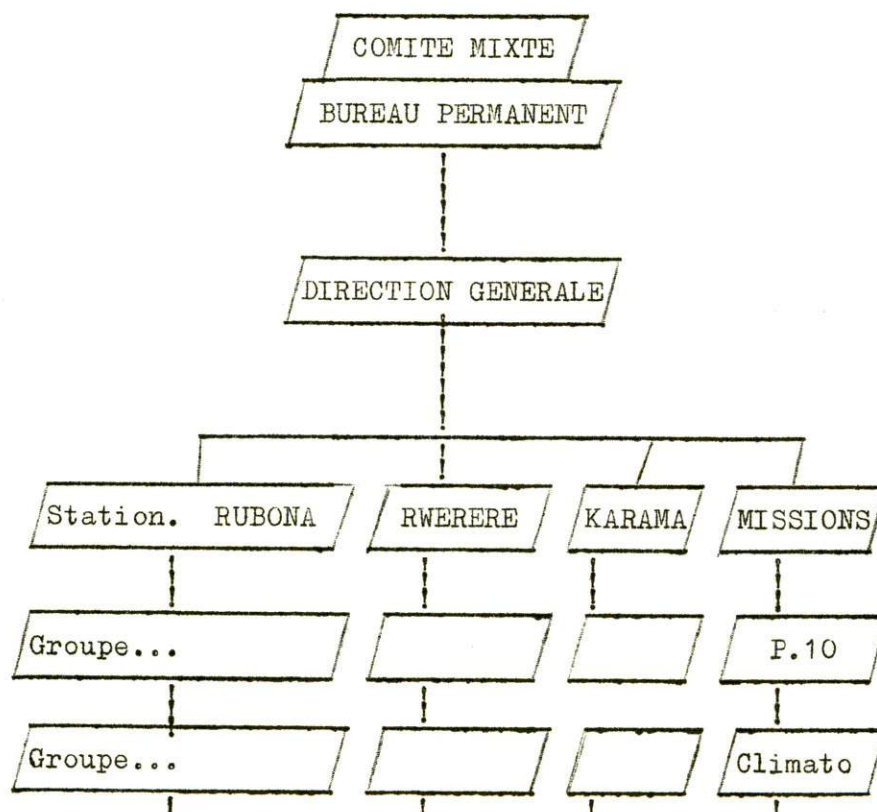 COMITE MIXTE
BUREAU PERMANENT
DIRECTION GENERALE
Station. RUBONA RWERERE KARAMA MISSIONS
Groupe... P.10
Groupe... Climato